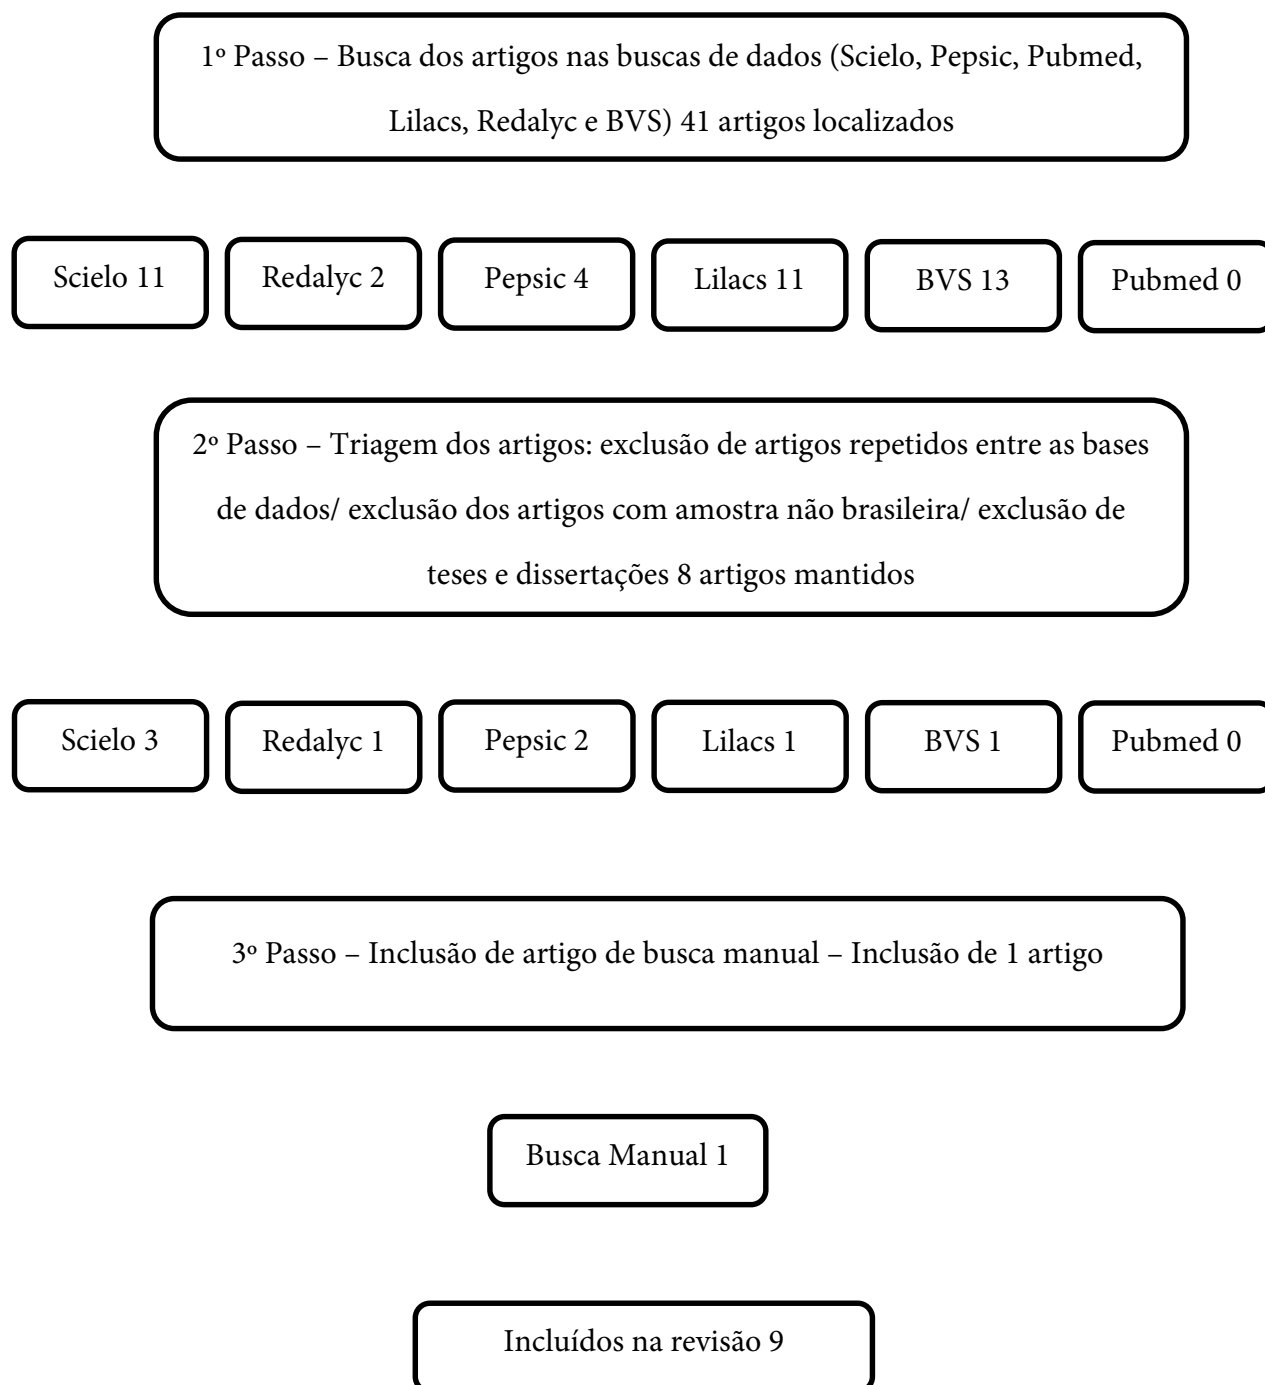 1º Passo – Busca dos artigos nas buscas de dados (Scielo, Pepsic, Pubmed,
Lilacs, Redalyc e BVS) 41 artigos localizados
Scielo 11
Redalyc 2
Pepsic 4
Lilacs 11
BVS 13
Pubmed 0
2º Passo – Triagem dos artigos: exclusão de artigos repetidos entre as bases
de dados/ exclusão dos artigos com amostra não brasileira/ exclusão de
teses e dissertações 8 artigos mantidos
Scielo 3
Redalyc 1
Pepsic 2
Lilacs 1
BVS 1
Pubmed 0
3º Passo – Inclusão de artigo de busca manual – Inclusão de 1 artigo
Busca Manual 1
Incluídos na revisão 9